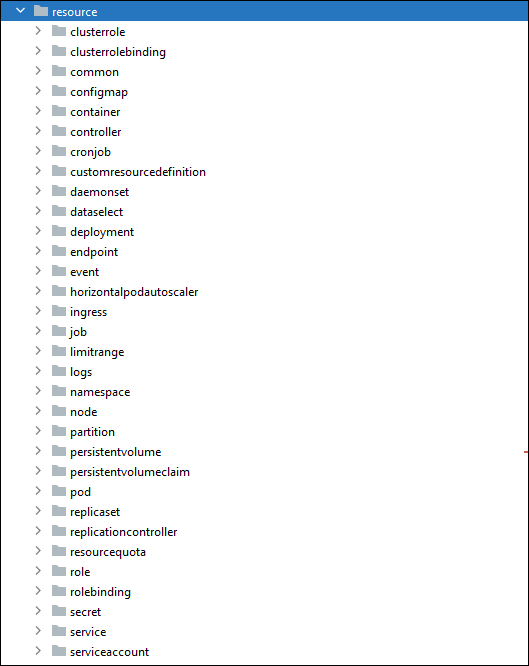 resource
clusterrole
clusterrolebinding
common
configmap
container
controller
cronjob
customresourcedefinition
daemonset
dataselect
deployment
endpoint
event
horizontalpodautoscaler
ingress
job
limitrange
logs
namespace
node
partition
persistentvolume
persistentvolumeclaim
pod
replicaset
replicationcontroller
resourcequota
role
rolebinding
secret
service
serviceaccount